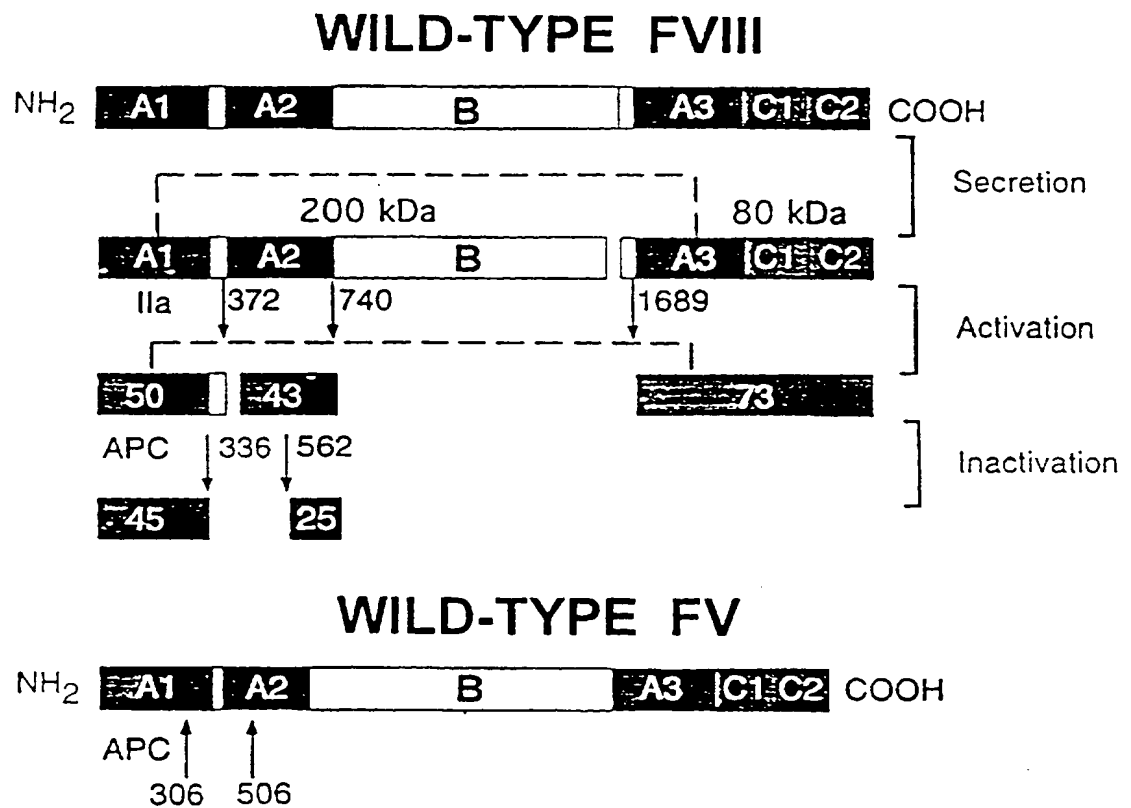 WILD-TYPE FVIII
NH2 A1 A2 B A3 C1 C2 COOH
Secretion
200 kDa 80 kDa
A1 A2 B A3 C1 C2
IIa 372 740 1689
Activation
50 43 73
APC 336 562
Inactivation
45 25
WILD-TYPE FV
NH2 A1 A2 B A3 C1 C2 COOH
APC
306 506